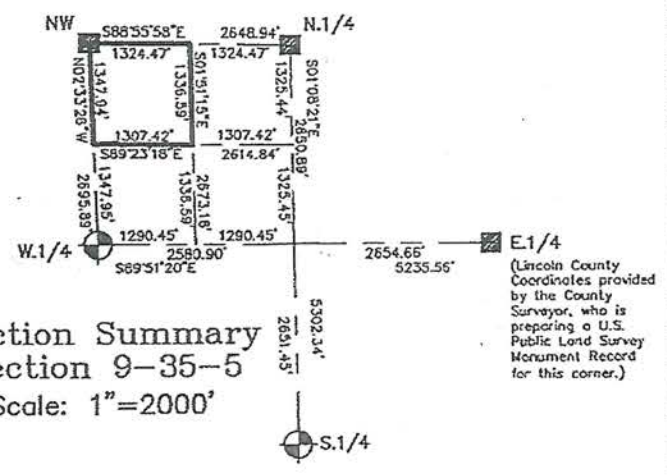 NW
S88°55'58"E
2648.94'
N.1/4
1324.47'
1324.47'
N02°33'26"W
1347.94'
1336.59'
S01°51'15"E
1325.44'
S01°08'21"E
2650.89'
1307.42'
1307.42'
S89°23'18"E
2614.84'
2695.89'
1347.95'
1336.59'
2673.18'
1325.45'
W.1/4
1290.45'
1290.45'
2580.90'
S89°51'20"E
2654.66'
5235.56'
E.1/4
(Lincoln County
Coordinates provided
by the County
Surveyor, who is
preparing a U.S.
Public Land Survey
Monument Record
for this corner.)
5302.34'
2651.45'
ction Summary
ection 9-35-5
Scale: 1"=2000'
S.1/4